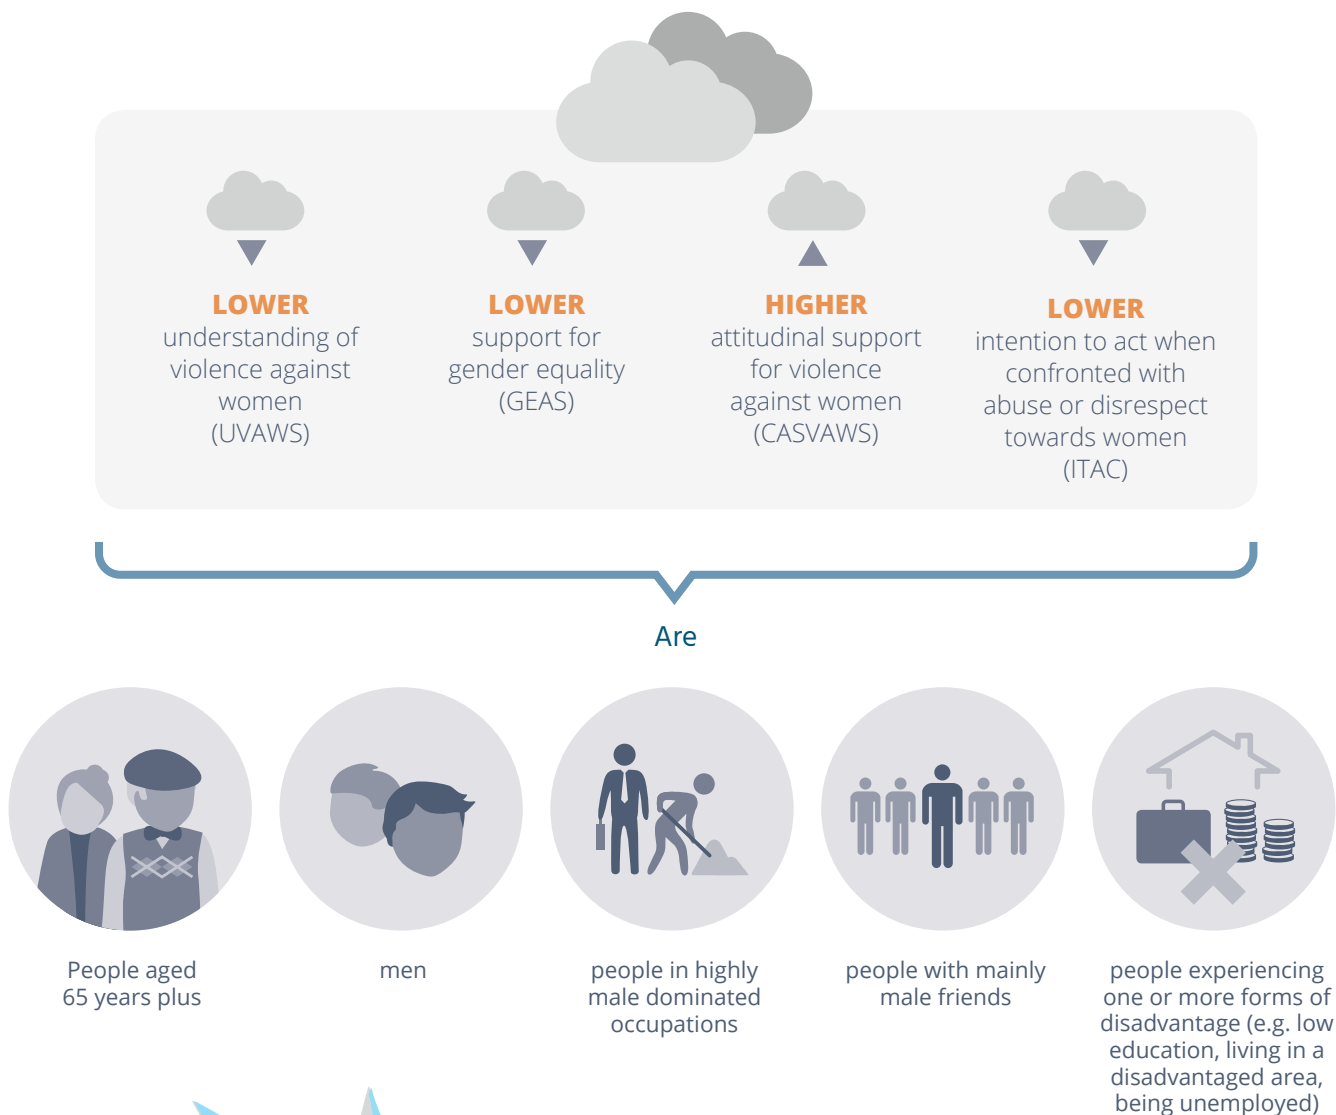 LOWER
understanding of
violence against
women
(UVAWS)
LOWER
support for
gender equality
(GEAS)
HIGHER
attitudinal support
for violence
against women
(CASVAWS)
LOWER
intention to act when
confronted with
abuse or disrespect
towards women
(ITAC)
Are
People aged
65 years plus
men
people in highly
male dominated
occupations
people with mainly
male friends
people experiencing
one or more forms of
disadvantage (e.g. low
education, living in a
disadvantaged area,
being unemployed)